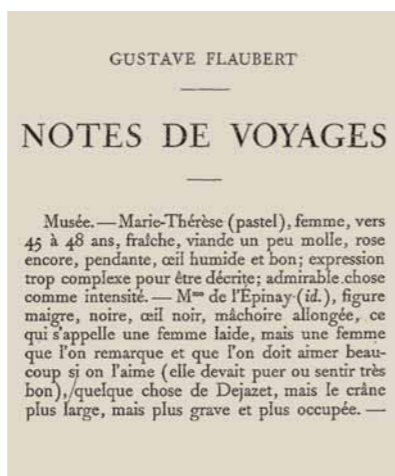 GUSTAVE FLAUBERT
NOTES DE VOYAGES
Musée. — Marie-Thérèse (pastel), femme, vers
45 à 48 ans, fraîche, viande un peu molle, rose
encore, pendante, œil humide et bon; expression
trop complexe pour être décrite; admirable chose
comme intensité. — Mme de l'Épinay (id.), figure
maigre, noire, œil noir, mâchoire allongée, ce
qui s'appelle une femme laide, mais une femme
que l'on remarque et que l'on doit aimer beau-
coup si on l'aime (elle devait puer ou sentir très
bon), quelque chose de Dejazet, mais le crâne
plus large, mais plus grave et plus occupée. —